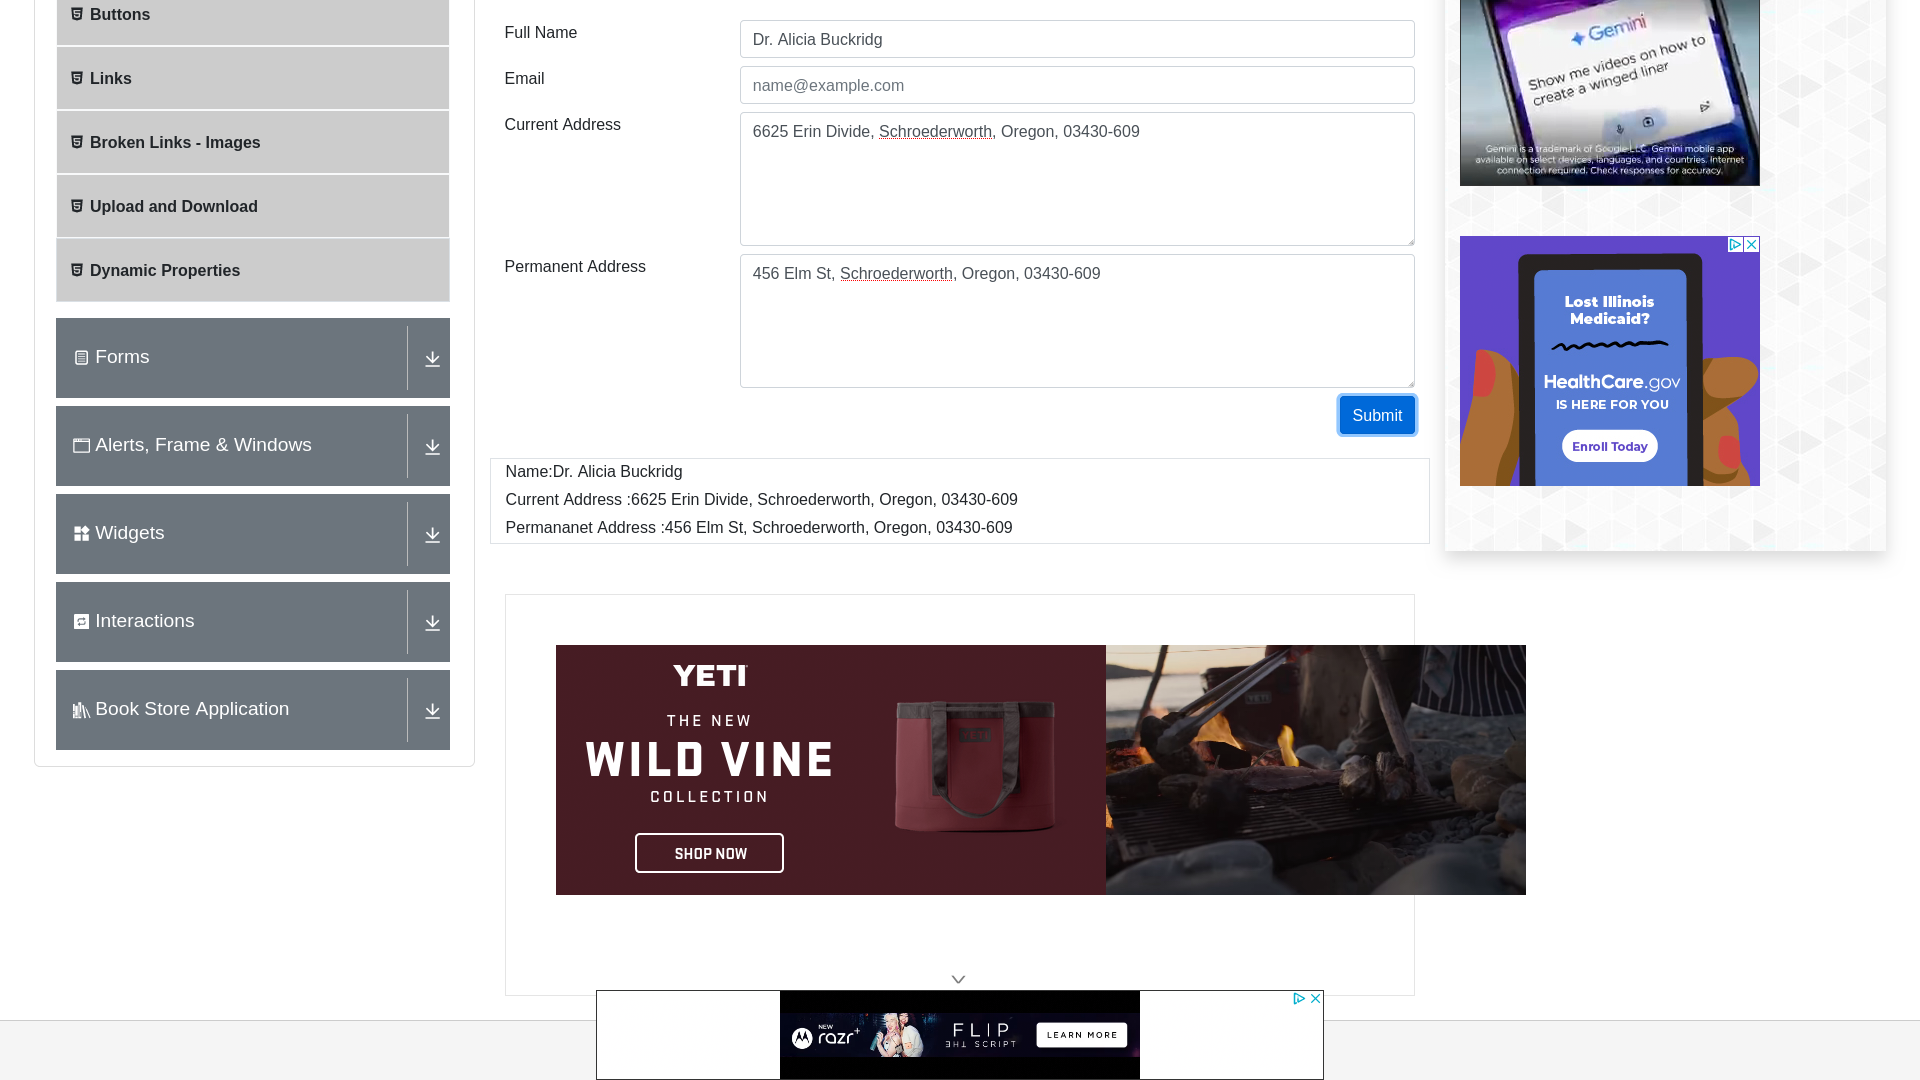 Buttons
Links
Broken Links - Images
Upload and Download
Dynamic Properties
Forms
Alerts, Frame & Windows
Widgets
Interactions
Book Store Application
Full Name
Dr. Alicia Buckridg
Email
name@example.com
Current Address
6625 Erin Divide, Schroederworth, Oregon, 03430-609
Permanent Address
456 Elm St, Schroederworth, Oregon, 03430-609
Submit
Name:Dr. Alicia Buckridg
Current Address :6625 Erin Divide, Schroederworth, Oregon, 03430-609
Permananet Address :456 Elm St, Schroederworth, Oregon, 03430-609
Gemini
Show me videos on how to
create a winged liner
Gemini is a trademark of Google LLC. Gemini mobile app
available on select devices, languages, and countries. Internet
connection required. Check responses for accuracy.
Lost Illinois
Medicaid?
HealthCare.gov
IS HERE FOR YOU
Enroll Today
YETI
THE NEW
WILD VINE
COLLECTION
SHOP NOW
NEW
razr+
FLIP
THE SCRIPT
LEARN MORE